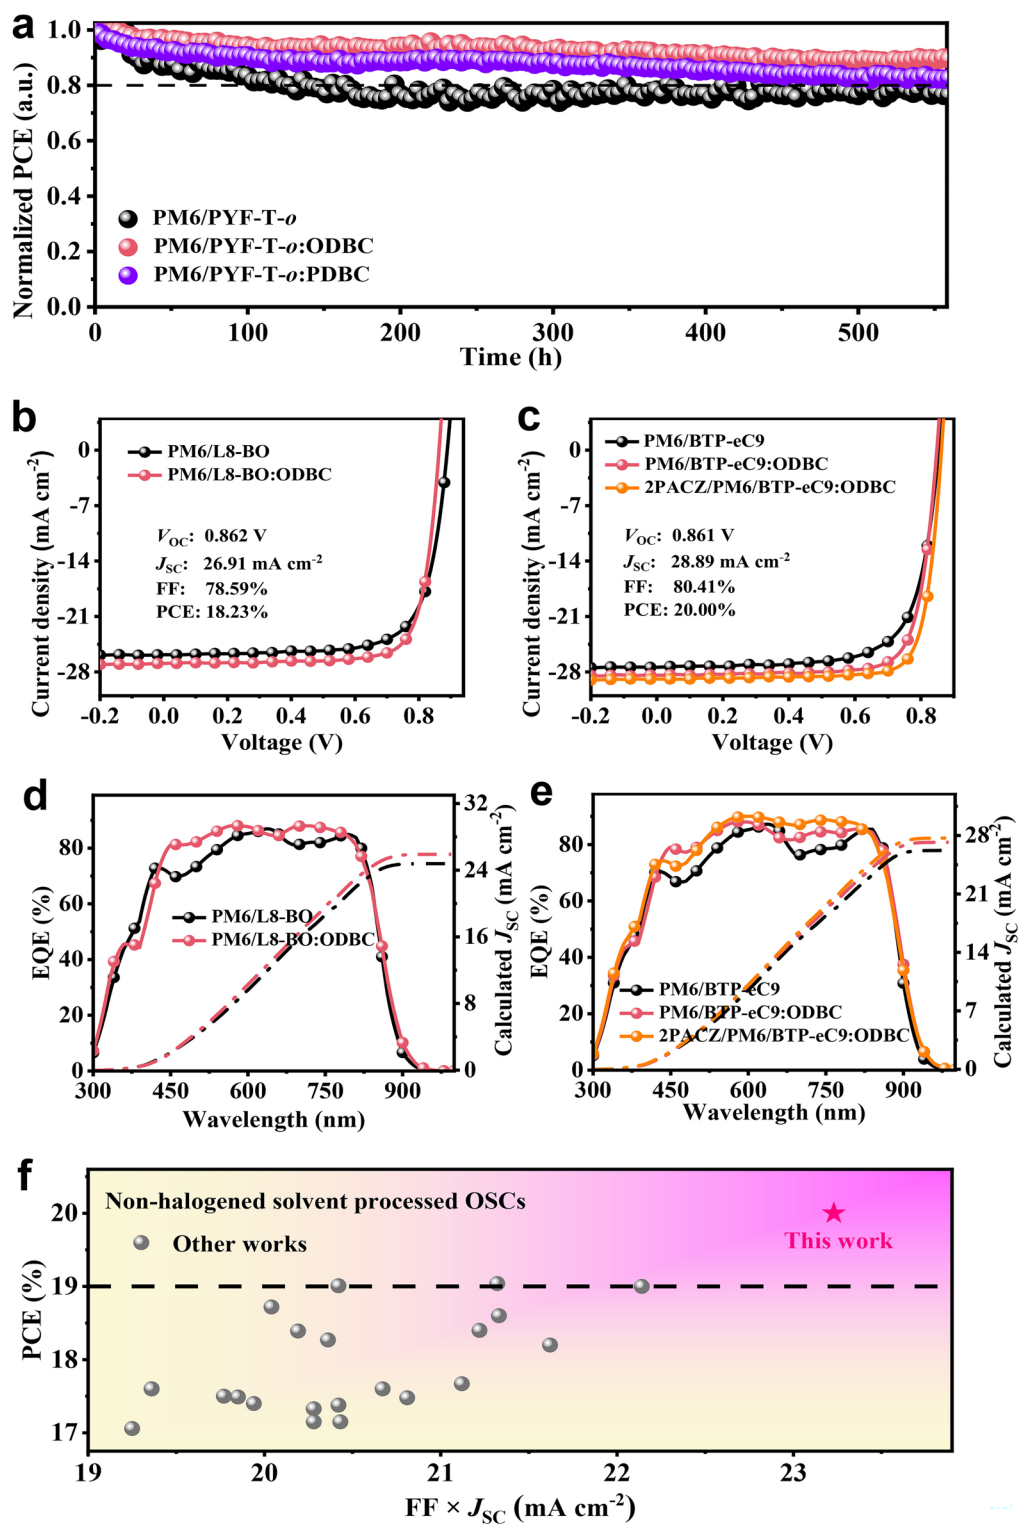 a
Normalized PCE (a.u.)
1.0
0.8
0.6
0.4
0.2
0.0
PM6/PYF-T-o
PM6/PYF-T-o:ODBC
PM6/PYF-T-o:PDBC
0 100 200 300 400 500
Time (h)
b
Current density (mA cm⁻²)
0
-7
-14
-21
-28
PM6/L8-BO
PM6/L8-BO:ODBC
V_OC: 0.862 V
J_SC: 26.91 mA cm⁻²
FF: 78.59%
PCE: 18.23%
-0.2 0.0 0.2 0.4 0.6 0.8
Voltage (V)
c
Current density (mA cm⁻²)
0
-7
-14
-21
-28
PM6/BTP-eC9
PM6/BTP-eC9:ODBC
2PACZ/PM6/BTP-eC9:ODBC
V_OC: 0.861 V
J_SC: 28.89 mA cm⁻²
FF: 80.41%
PCE: 20.00%
-0.2 0.0 0.2 0.4 0.6 0.8
Voltage (V)
d
EQE (%)
80
60
40
20
0
PM6/L8-BO
PM6/L8-BO:ODBC
32
24
16
8
0
Calculated J_SC (mA cm⁻²)
300 450 600 750 900
Wavelength (nm)
e
EQE (%)
80
60
40
20
0
PM6/BTP-eC9
PM6/BTP-eC9:ODBC
2PACZ/PM6/BTP-eC9:ODBC
28
21
14
7
0
Calculated J_SC (mA cm⁻²)
300 450 600 750 900
Wavelength (nm)
f
PCE (%)
20
19
18
17
Non-halogened solvent processed OSCs
Other works
This work
19 20 21 22 23
FF × J_SC (mA cm⁻²)